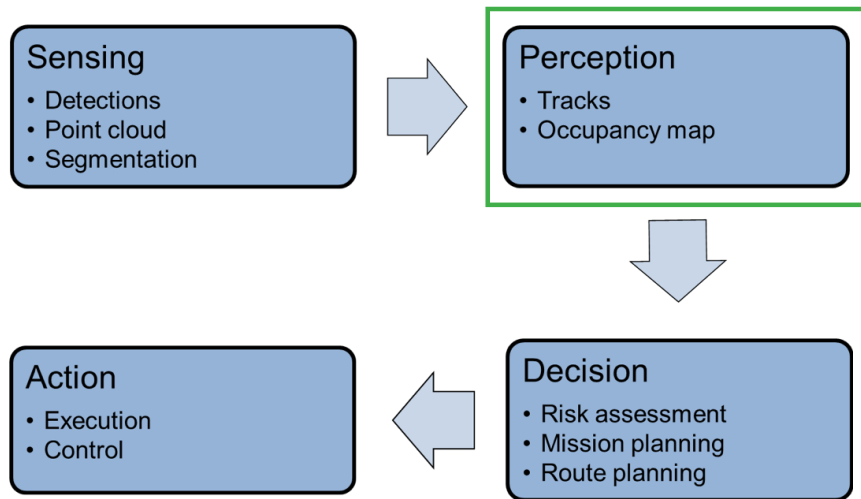 Sensing
• Detections
• Point cloud
• Segmentation
Perception
• Tracks
• Occupancy map
Action
• Execution
• Control
Decision
• Risk assessment
• Mission planning
• Route planning